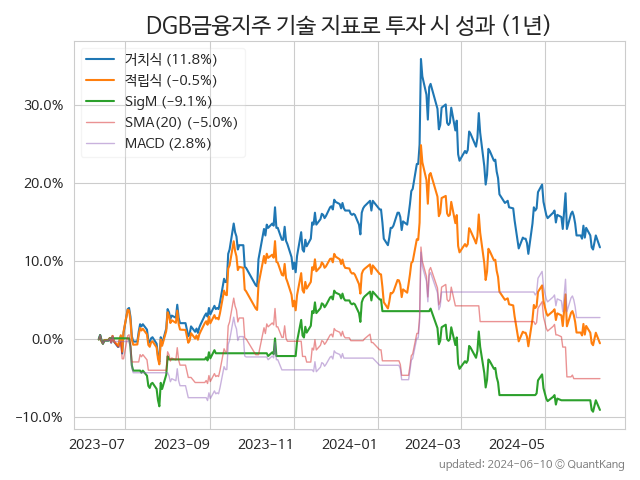 DGB금융지주 기술 지표로 투자 시 성과 (1년)
거치식 (11.8%)
적립식 (−0.5%)
SigM (−9.1%)
SMA(20) (−5.0%)
MACD (2.8%)
30.0%
20.0%
10.0%
0.0%
−10.0%
2023-07 2023-09 2023-11 2024-01 2024-03 2024-05
updated: 2024-06-10 © QuantKang